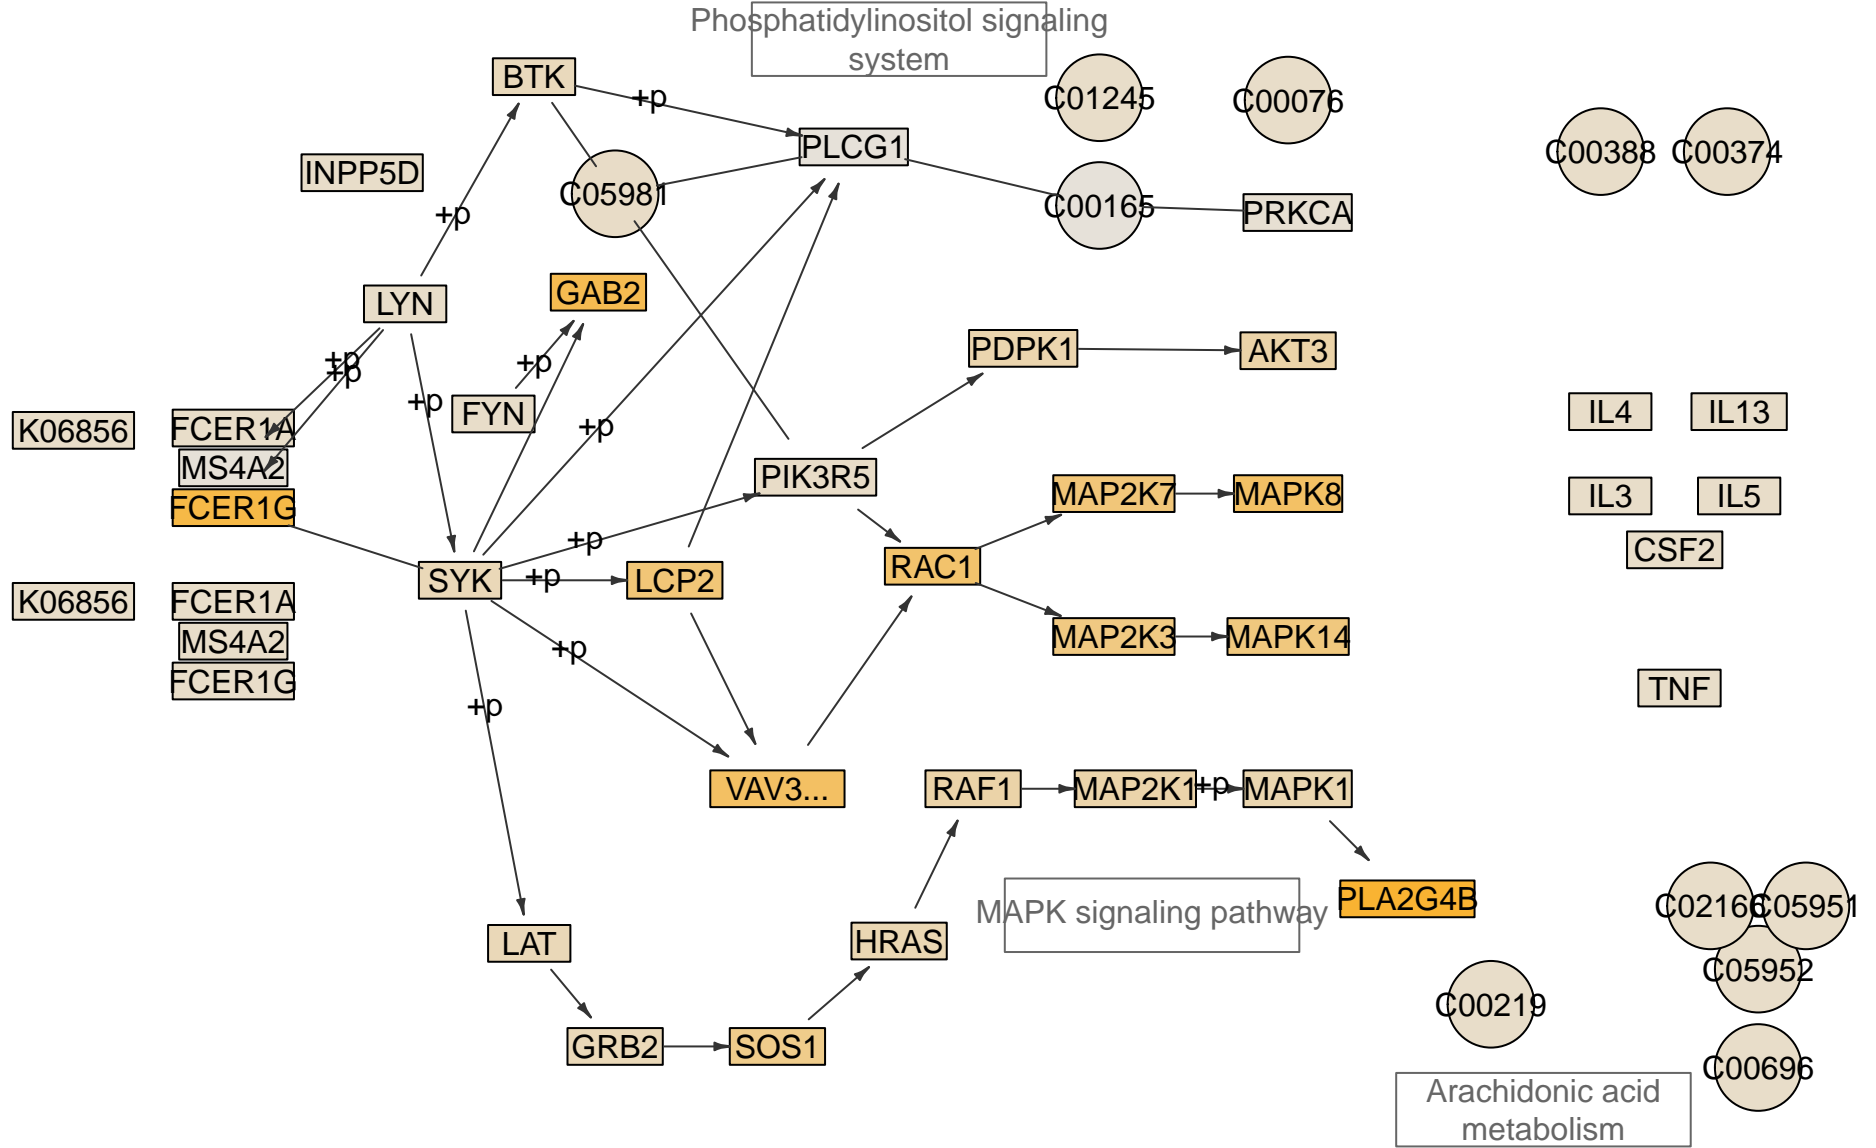 Phosphatidylinositol signaling
system
BTK
+p
C01245
C00076
PLCG1
C00388
C00374
INPP5D
C05981
C00165
PRKCA
+p
LYN
GAB2
+p
+p
+p
PDPK1
AKT3
+p
FYN
+p
K06856
FCER1A
MS4A2
FCER1G
PIK3R5
IL4
IL13
MAP2K7
MAPK8
IL3
IL5
+p
CSF2
SYK
+p
LCP2
RAC1
K06856
FCER1A
MS4A2
FCER1G
+p
MAP2K3
MAPK14
TNF
+p
VAV3...
RAF1
MAP2K1
+p
MAPK1
MAPK signaling pathway
PLA2G4B
C02166
C05951
LAT
HRAS
C05952
C00219
GRB2
SOS1
C00696
Arachidonic acid
metabolism